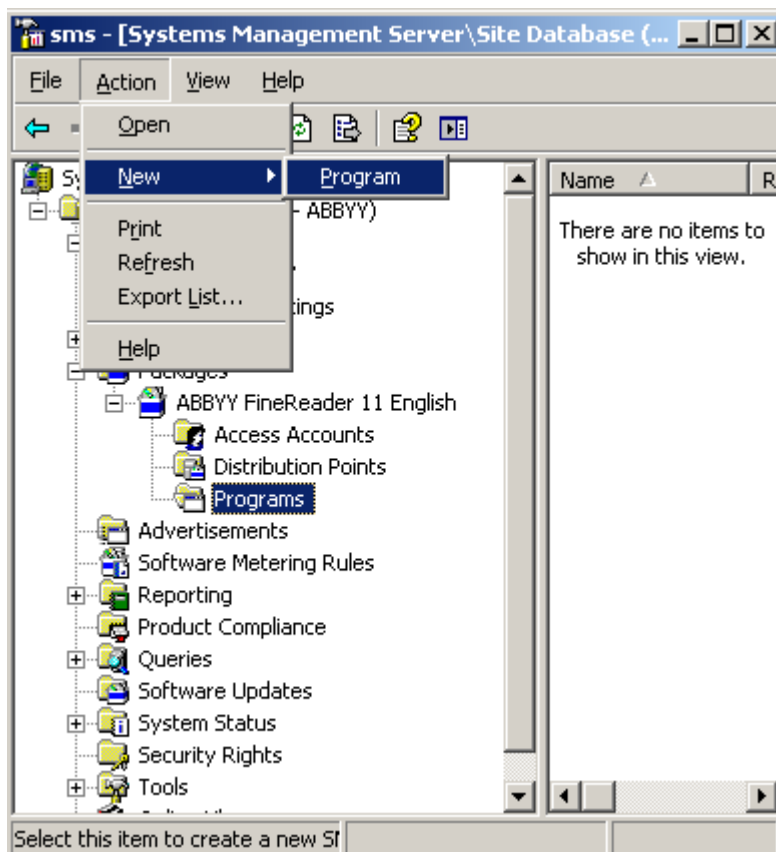 sms - [Systems Management Server\Site Database (...
File Action View Help
Open
New
Program
Print
Refresh
Export List...
Help
- ABBYY)
Packages
ABBYY FineReader 11 English
Access Accounts
Distribution Points
Programs
Advertisements
Software Metering Rules
Reporting
Product Compliance
Queries
Software Updates
System Status
Security Rights
Tools
Name
R
There are no items to
show in this view.
Select this item to create a new S